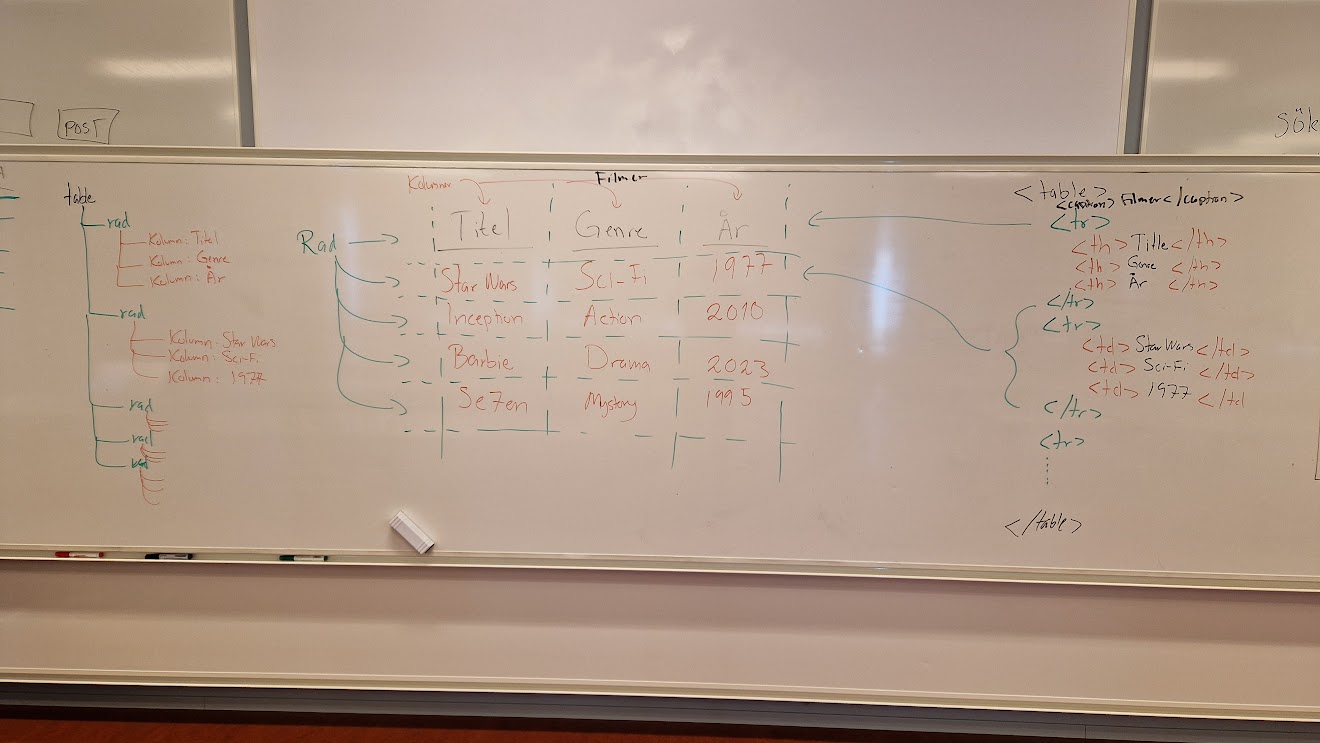 POST
SÖk
table
rad
Kolumn: Titel
Kolumn: Genre
Kolumn: År
rad
Kolumn: Star Wars
Kolumn: Sci-Fi
Kolumn: 1977
rad
rad
rad
Kolumner
Filmer
Rad
Titel Genre År
Star Wars Sci-Fi 1977
Inception Action 2010
Barbie Drama 2023
Se7en Mystery 1995
<table>
<caption> Filmer </caption>
<tr>
<th> Title </th>
<th> Genre </th>
<th> År </th>
</tr>
<tr>
<td> Star Wars </td>
<td> Sci-Fi </td>
<td> 1977 </td
</tr>
<tr>
</table>